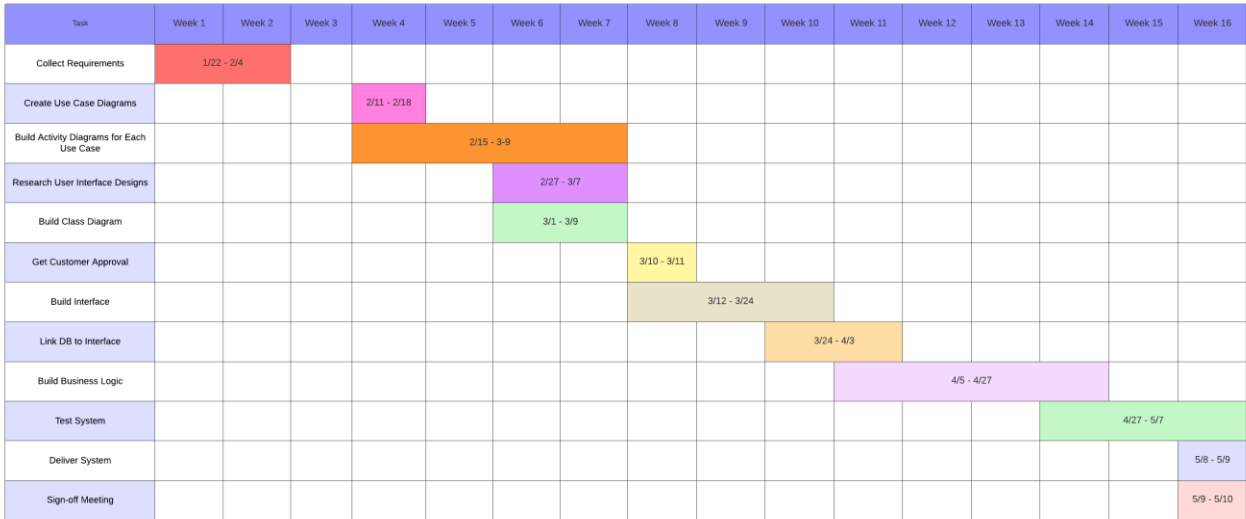 Task Week 1 Week 2 Week 3 Week 4 Week 5 Week 6 Week 7 Week 8 Week 9 Week 10 Week 11 Week 12 Week 13 Week 14 Week 15 Week 16
Collect Requirements 1/22 - 2/4
Create Use Case Diagrams 2/11 - 2/18
Build Activity Diagrams for Each
Use Case
2/15 - 3-9
Research User Interface Designs 2/27 - 3/7
Build Class Diagram 3/1 - 3/9
Get Customer Approval 3/10 - 3/11
Build Interface 3/12 - 3/24
Link DB to Interface 3/24 - 4/3
Build Business Logic 4/5 - 4/27
Test System 4/27 - 5/7
Deliver System 5/8 - 5/9
Sign-off Meeting 5/9 - 5/10